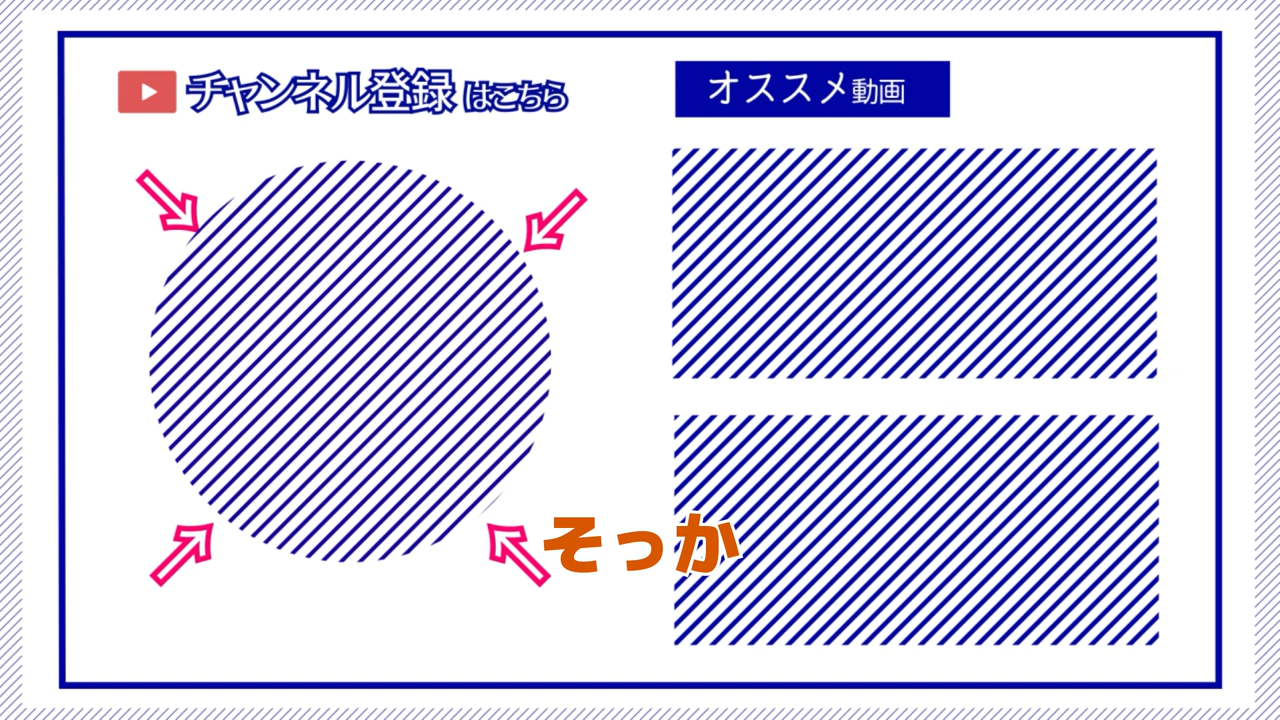 チャンネル登録はこちら
オススメ動画
そっか